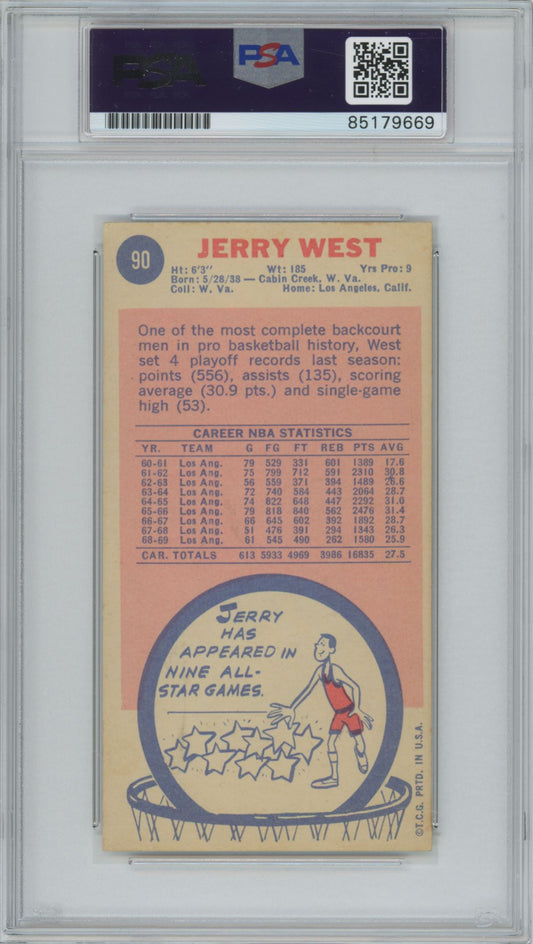 PSA
PSA
85179669
90
JERRY WEST
Ht: 6'3" Wt: 185 Yrs Pro: 9
Born: 5/28/38 — Cabin Creek, W. Va.
Coll: W. Va. Home: Los Angeles, Calif.
One of the most complete backcourt
men in pro basketball history, West
set 4 playoff records last season:
points (556), assists (135), scoring
average (30.9 pts.) and single-game
high (53).
CAREER NBA STATISTICS
YR. TEAM G FG FT REB PTS AVG
60-61 Los Ang. 79 529 331 601 1389 17.6
61-62 Los Ang. 75 799 712 591 2310 30.8
62-63 Los Ang. 56 559 371 394 1489 26.6
63-64 Los Ang. 72 740 584 443 2064 28.7
64-65 Los Ang. 74 822 648 447 2292 31.0
65-66 Los Ang. 79 818 840 562 2476 31.4
66-67 Los Ang. 66 645 602 392 1892 28.7
67-68 Los Ang. 51 476 391 294 1343 26.3
68-69 Los Ang. 61 545 490 262 1580 25.9
CAR. TOTALS 613 5933 4969 3986 16835 27.5
JERRY
HAS
APPEARED IN
NINE ALL-
STAR GAMES.
©T.C.G. PRTD. IN U.S.A.